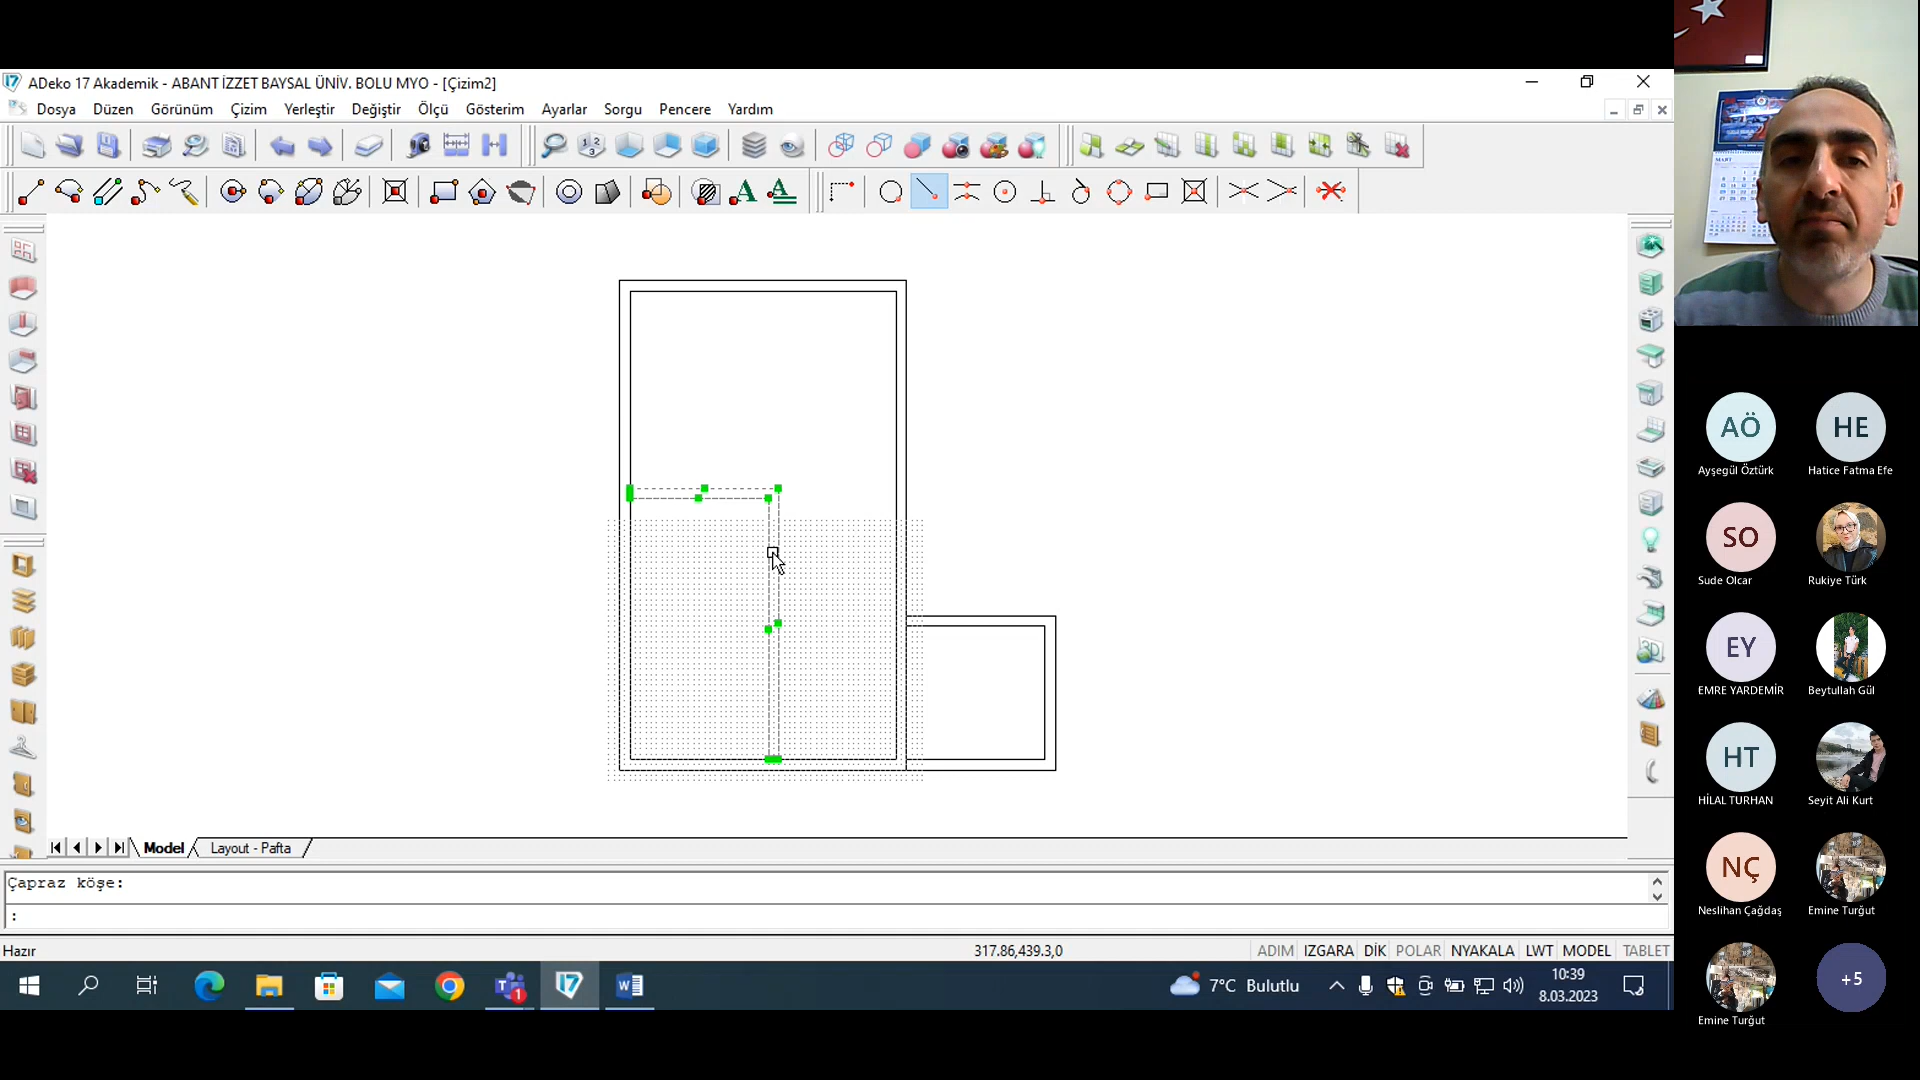 ADeko 17 Akademik - ABANT İZZET BAYSAL ÜNİV. BOLU MYO - [Çizim2]
Dosya Düzen Görünüm Çizim Yerleştir Değiştir Ölçü Gösterim Ayarlar Sorgu Pencere Yardım
Model Layout - Pafta
Çapraz köşe:
:
Hazır 317.86,439.3,0 ADIM IZGARA DİK POLAR NYAKALA LWT MODEL TABLET
7°C Bulutlu
10:39
8.03.2023
MART
AÖ HE
Ayşegül Öztürk Hatice Fatma Efe
SO
Sude Olcar Rukiye Türk
EY
EMRE YARDEMİR Beytullah Gül
HT
HİLAL TURHAN Seyit Ali Kurt
NÇ
Neslihan Çağdaş Emine Turğut
+5
Emine Turğut